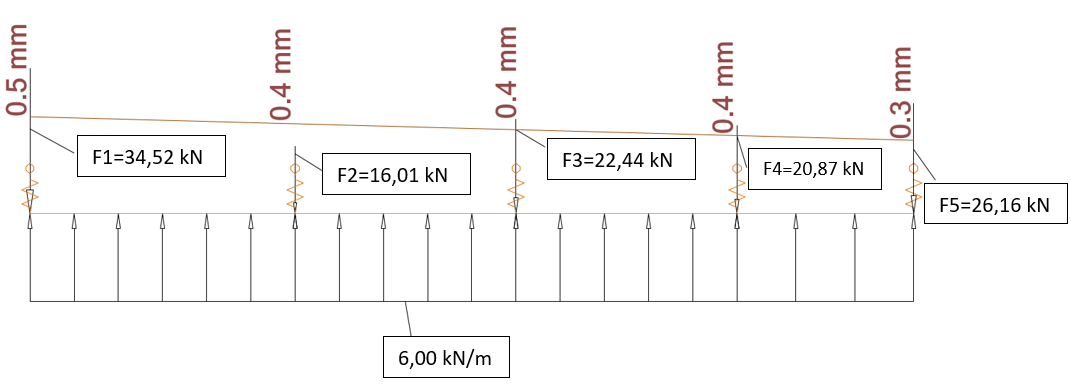 0.5 mm
0.4 mm
0.4 mm
0.4 mm
0.3 mm
F1=34,52 kN
F2=16,01 kN
F3=22,44 kN
F4=20,87 kN
F5=26,16 kN
6,00 kN/m